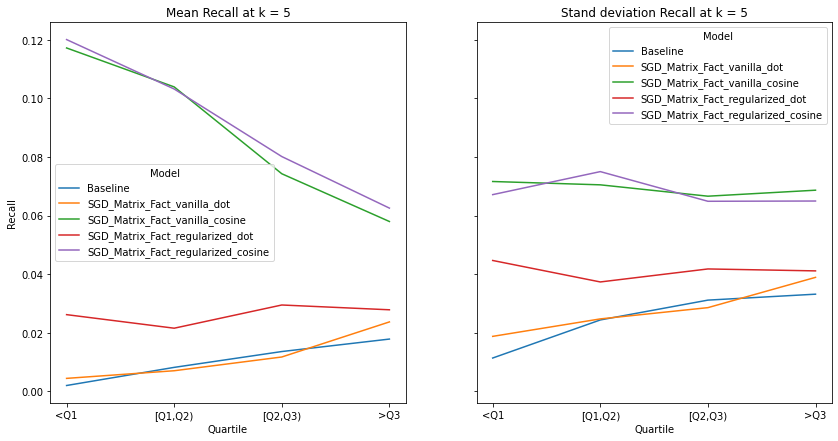 Mean Recall at k = 5
Recall
0.12
0.10
0.08
0.06
0.04
0.02
0.00
Model
Baseline
SGD_Matrix_Fact_vanilla_dot
SGD_Matrix_Fact_vanilla_cosine
SGD_Matrix_Fact_regularized_dot
SGD_Matrix_Fact_regularized_cosine
<Q1 [Q1,Q2) [Q2,Q3) >Q3
Quartile
Stand deviation Recall at k = 5
Model
Baseline
SGD_Matrix_Fact_vanilla_dot
SGD_Matrix_Fact_vanilla_cosine
SGD_Matrix_Fact_regularized_dot
SGD_Matrix_Fact_regularized_cosine
<Q1 [Q1,Q2) [Q2,Q3) >Q3
Quartile